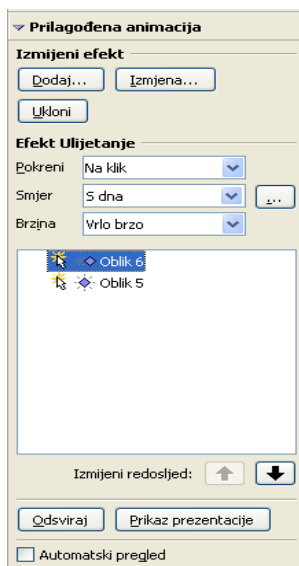 Prilagođena animacija
Izmijeni efekt
Dodaj... Izmjena...
Ukloni
Efekt Ulijetanje
Pokreni Na klik
Smjer S dna ...
Brzina Vrlo brzo
Oblik 6
Oblik 5
Izmijeni redosljed:
Odsviraj Prikaz prezentacije
Automatski pregled